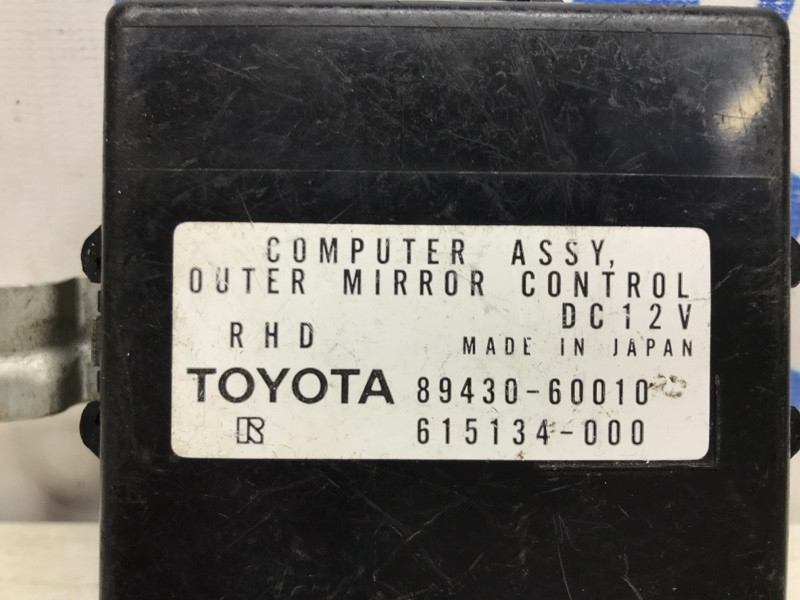 COMPUTER ASSY,
OUTER MIRROR CONTROL
DC12V
RHD
MADE IN JAPAN
TOYOTA 89430-60010
R 615134-000